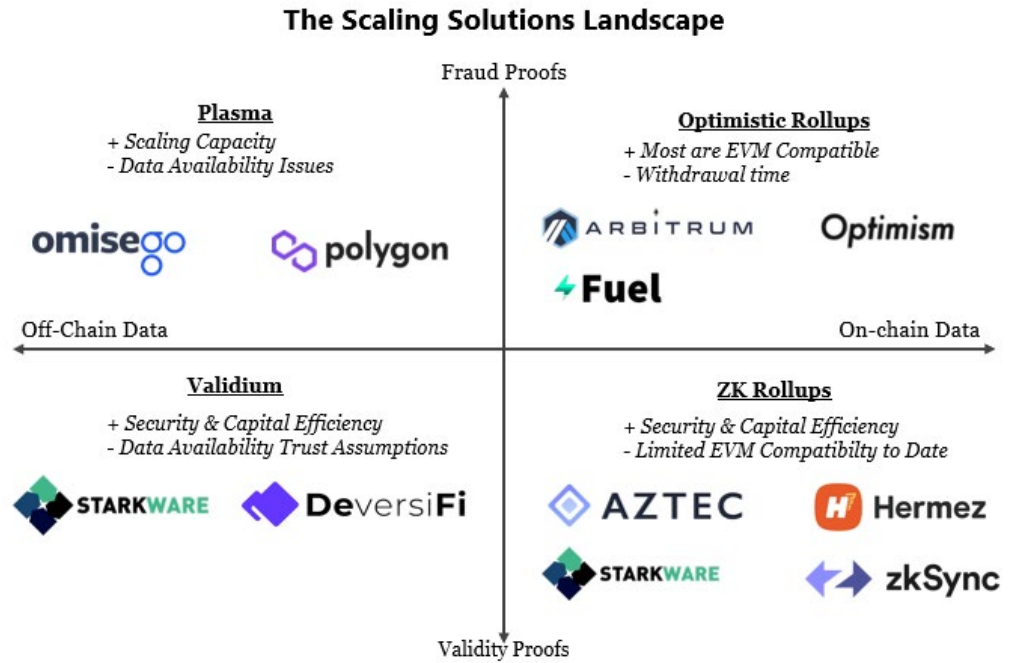 The Scaling Solutions Landscape
Fraud Proofs
Plasma
+ Scaling Capacity
- Data Availability Issues
omisego
polygon
Optimistic Rollups
+ Most are EVM Compatible
- Withdrawal time
ARBITRUM
Optimism
Fuel
Off-Chain Data
On-chain Data
Validium
+ Security & Capital Efficiency
- Data Availability Trust Assumptions
STARKWARE
DeversiFi
ZK Rollups
+ Security & Capital Efficiency
- Limited EVM Compatibilty to Date
AZTEC
H Hermez
STARKWARE
zkSync
Validity Proofs